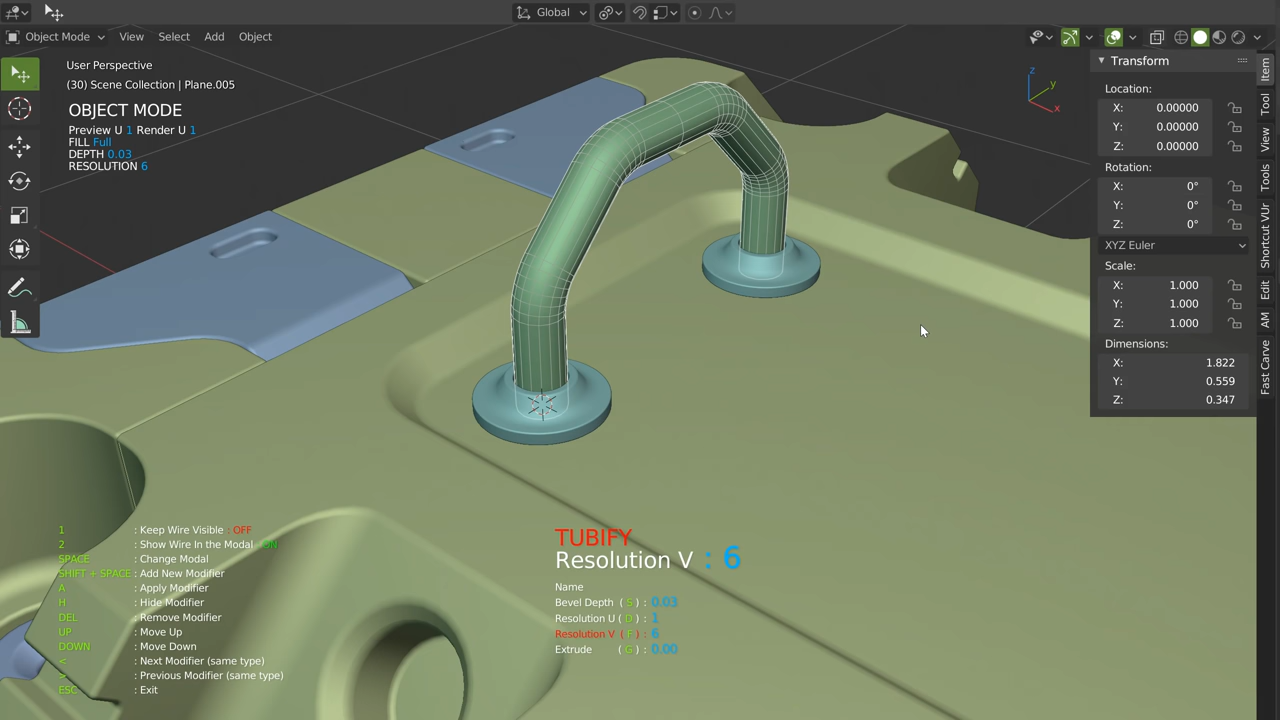 Global
Object Mode
View
Select
Add
Object
User Perspective
(30) Scene Collection | Plane.005
OBJECT MODE
Preview U 1 Render U 1
FILL Full
DEPTH 0.03
RESOLUTION 6
z
y
x
Transform
Location:
X: 0.00000
Y: 0.00000
Z: 0.00000
Rotation:
X: 0°
Y: 0°
Z: 0°
XYZ Euler
Scale:
X: 1.000
Y: 1.000
Z: 1.000
Dimensions:
X: 1.822
Y: 0.559
Z: 0.347
Item
Tool
View
Tools
Shortcut VUr
Edit
AM
Fast Carve
1 : Keep Wire Visible : OFF
2 : Show Wire In the Modal : ON
SPACE : Change Modal
SHIFT + SPACE : Add New Modifier
A : Apply Modifier
H : Hide Modifier
DEL : Remove Modifier
UP : Move Up
DOWN : Move Down
< : Next Modifier (same type)
> : Previous Modifier (same type)
ESC : Exit
TUBIFY
Resolution V : 6
Name
Bevel Depth ( S ) : 0.03
Resolution U ( D ) : 1
Resolution V ( F ) : 6
Extrude ( G ) : 0.00